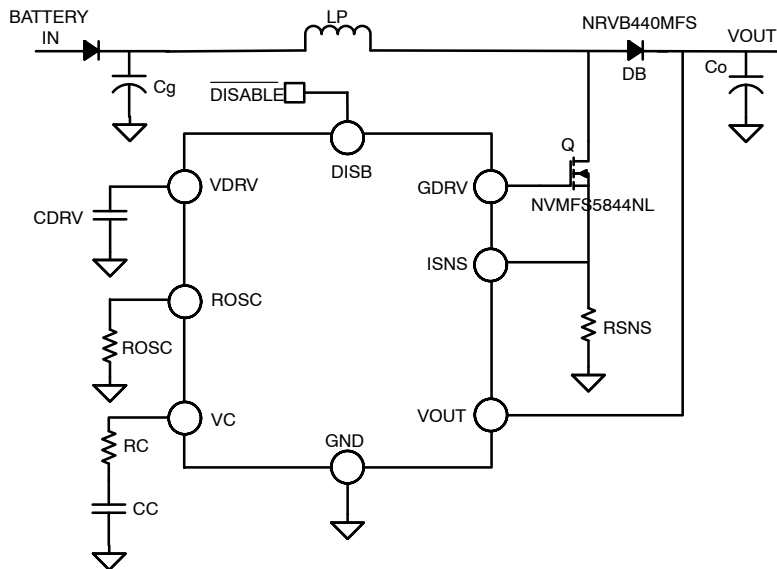 BATTERY
IN
LP
NRVB440MFS
VOUT
Cg
DISABLE
DB
Co
DISB
Q
VDRV
GDRV
NVMFS5844NL
CDRV
ISNS
ROSC
ROSC
RSNS
VC
VOUT
RC
GND
CC